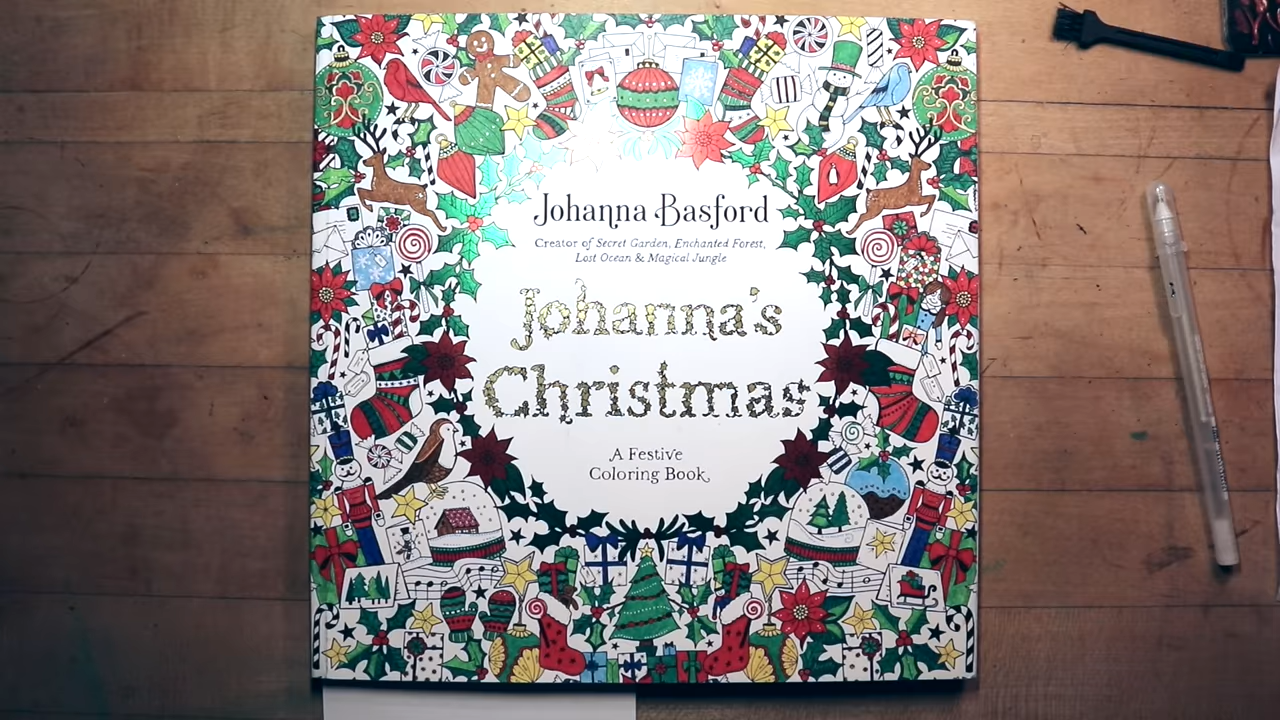 Johanna Basford
Creator of Secret Garden, Enchanted Forest,
Lost Ocean & Magical Jungle
Johanna's
Christmas
A Festive
Coloring Book